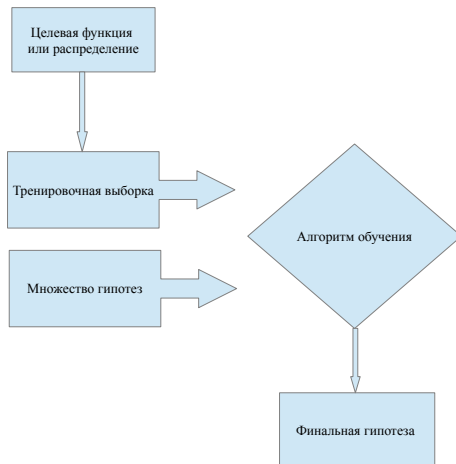 Целевая функция
или распределение
Тренировочная выборка
Алгоритм обучения
Множество гипотез
Финальная гипотеза